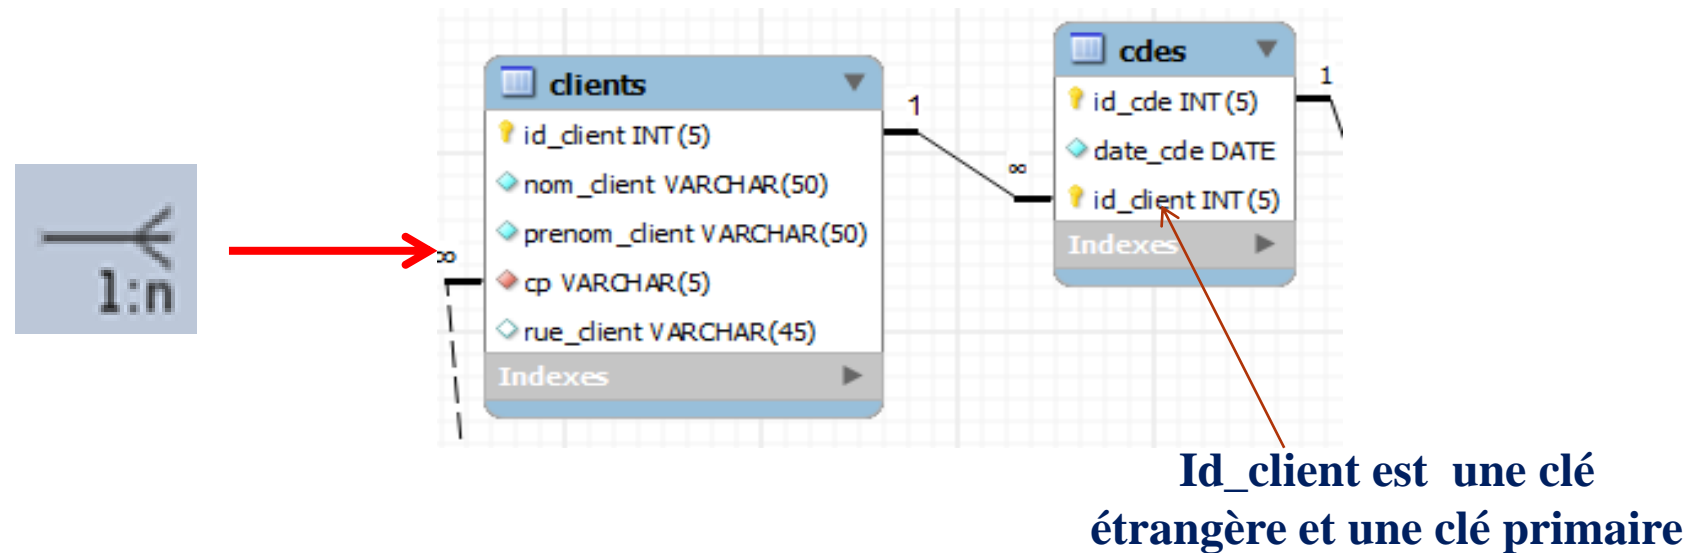 1:n
∞
clients
id_client INT(5)
nom_client VARCHAR(50)
prenom_client VARCHAR(50)
cp VARCHAR(5)
rue_client VARCHAR(45)
Indexes
1
∞
cdes
id_cde INT(5)
date_cde DATE
id_client INT(5)
Indexes
1
Id_client est une clé
étrangère et une clé primaire